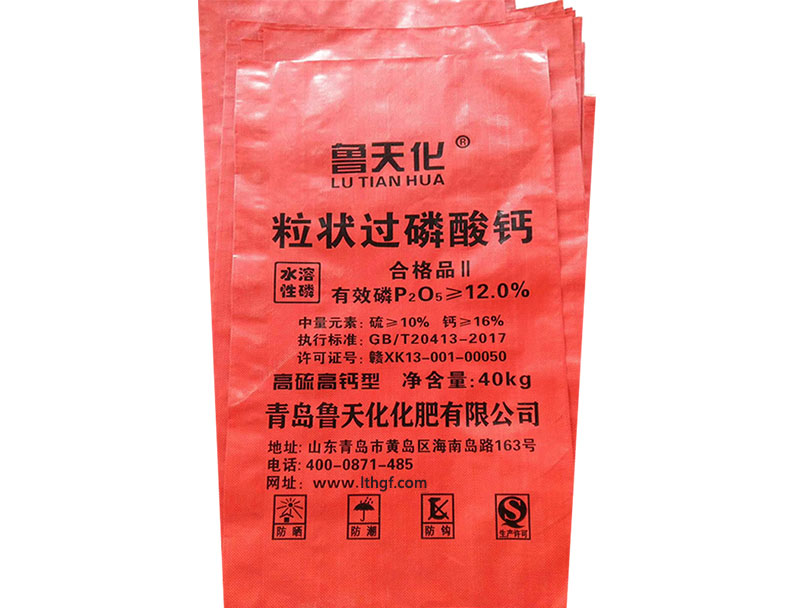 鲁天化®
LU TIAN HUA
粒状过磷酸钙
水溶性磷
合格品Ⅱ
有效磷P₂O₅≥12.0%
中量元素: 硫≥10% 钙≥16%
执行标准: GB/T20413-2017
许可证号: 赣XK13-001-00050
高硫高钙型 净含量: 40kg
青岛鲁天化化肥有限公司
地址: 山东青岛市黄岛区海南岛路163号
电话: 400-0871-485
网址: www.lthgf.com
防晒 防潮 防钩 生产许可